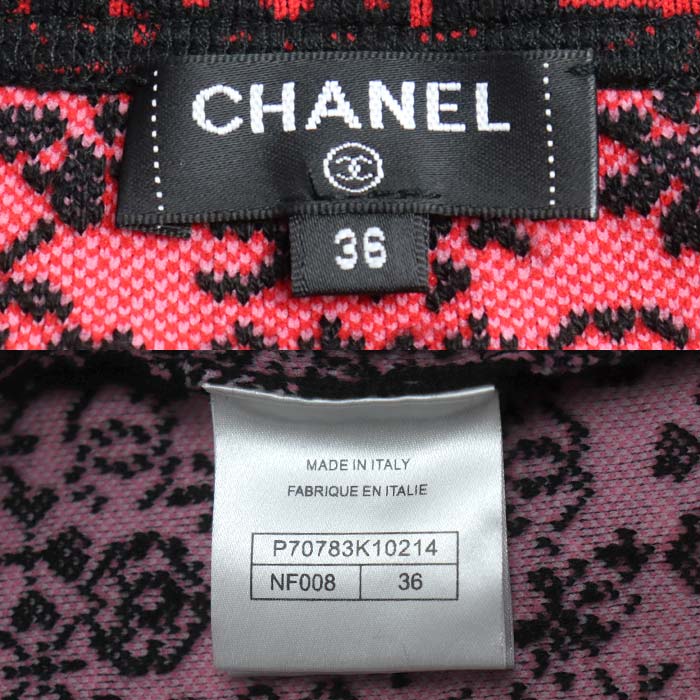 CHANEL
36
MADE IN ITALY
FABRIQUE EN ITALIE
P70783K10214
NF008 36